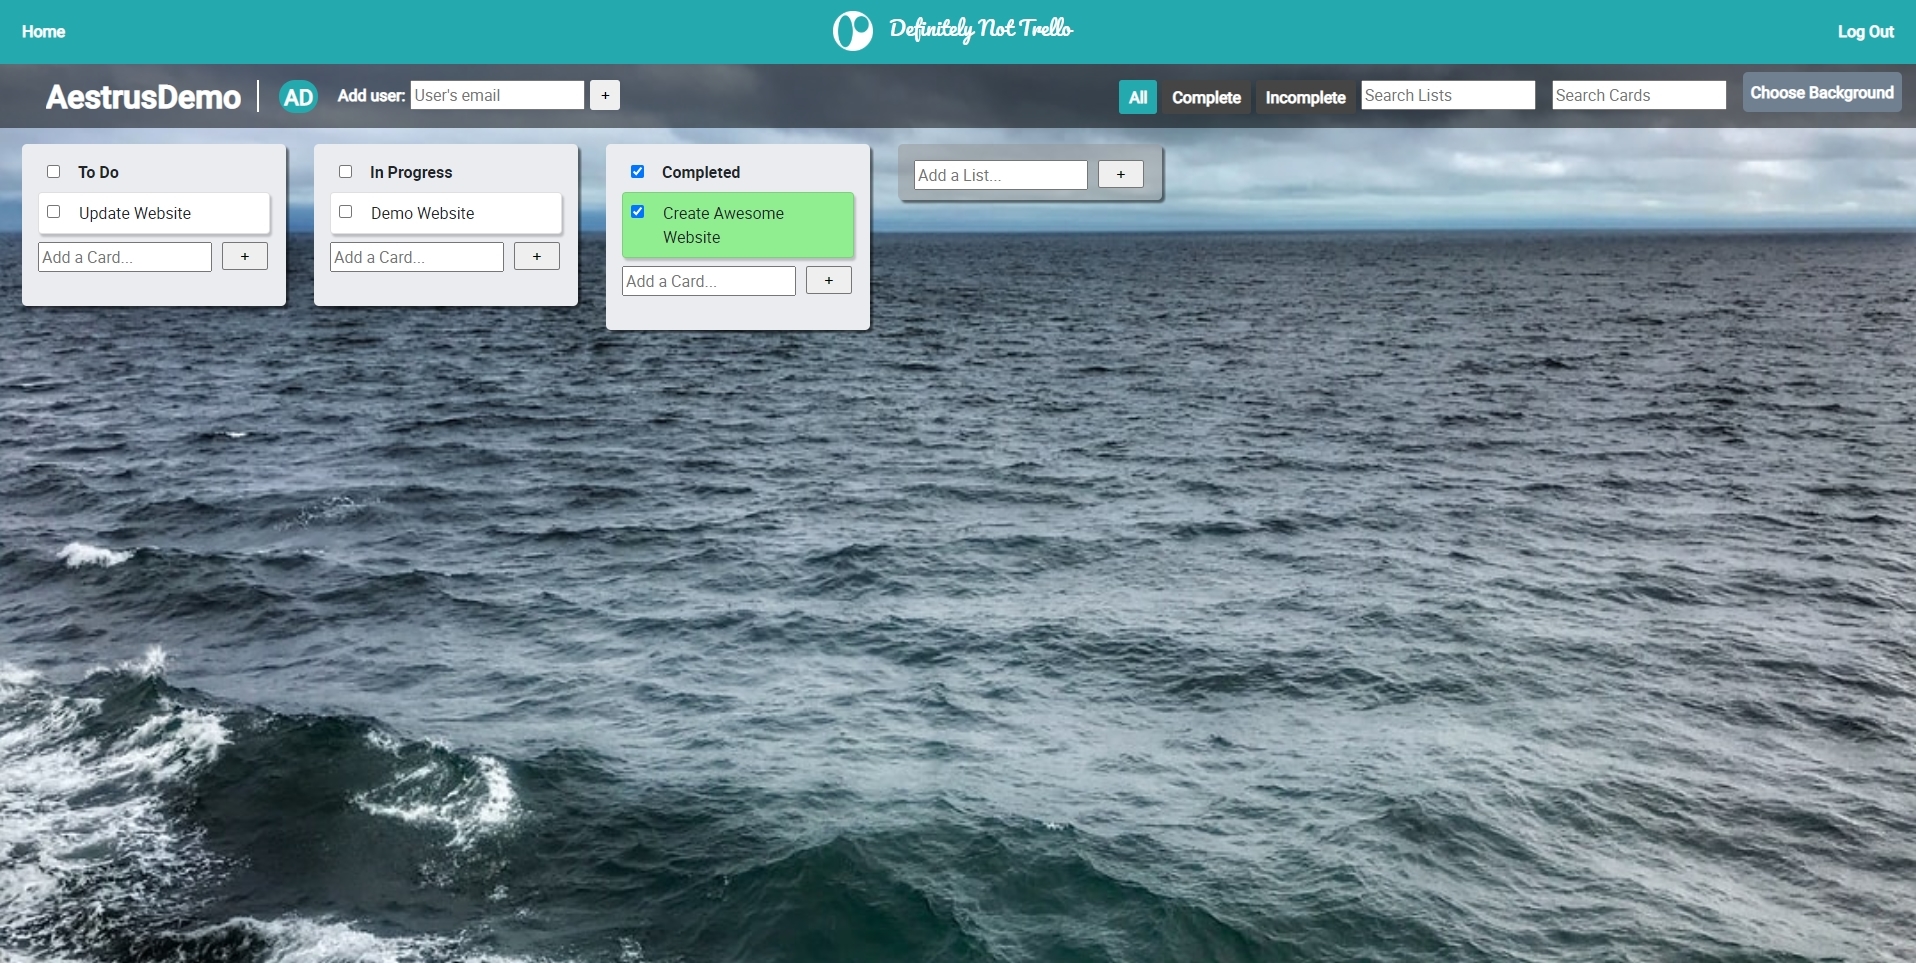 Home
Definitely Not Trello
Log Out
AestrusDemo
AD
Add user:
User's email
+
All
Complete
Incomplete
Search Lists
Search Cards
Choose Background
To Do
Update Website
Add a Card...
+
In Progress
Demo Website
Add a Card...
+
Completed
Create Awesome
Website
Add a Card...
+
Add a List...
+